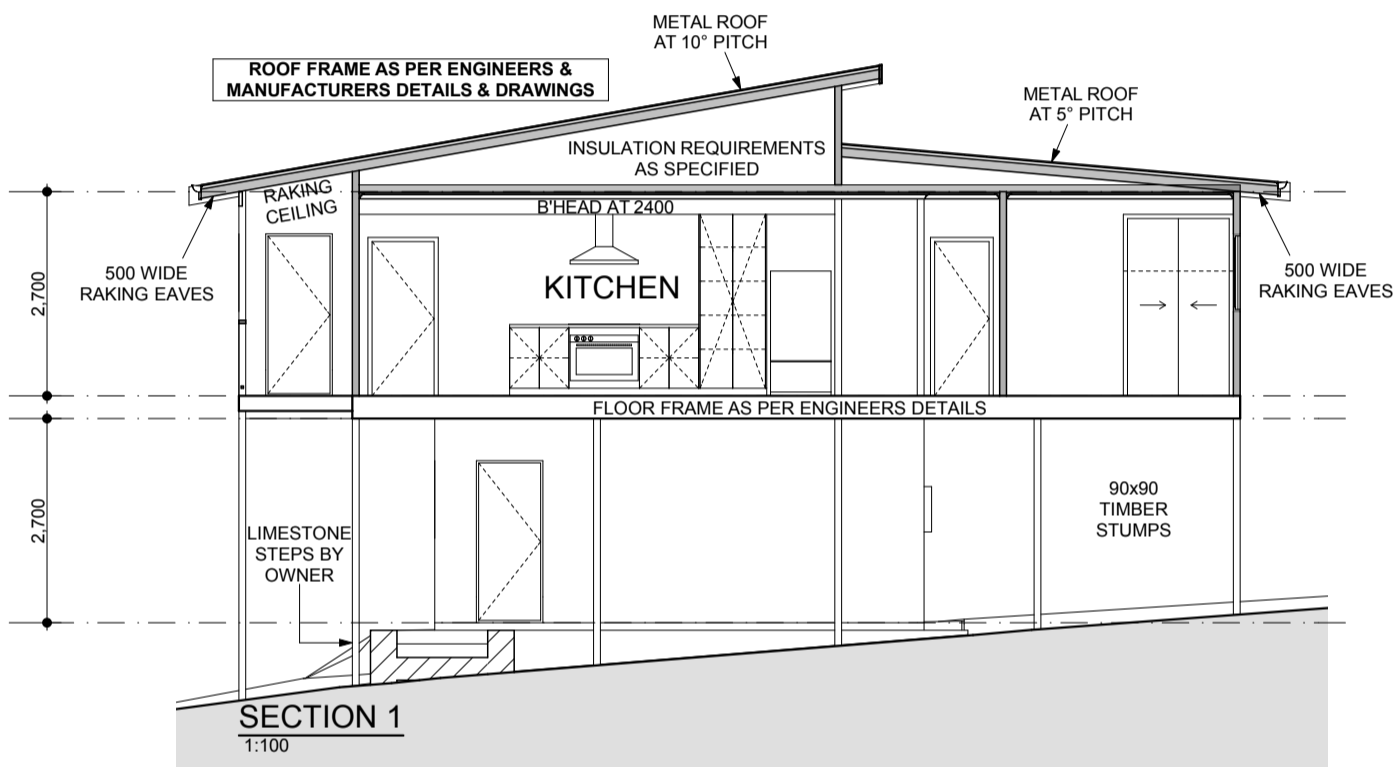 METAL ROOF
AT 10° PITCH
ROOF FRAME AS PER ENGINEERS &
MANUFACTURERS DETAILS & DRAWINGS
METAL ROOF
AT 5° PITCH
INSULATION REQUIREMENTS
AS SPECIFIED
RAKING
CEILING
B'HEAD AT 2400
500 WIDE
RAKING EAVES
KITCHEN
500 WIDE
RAKING EAVES
2,700
FLOOR FRAME AS PER ENGINEERS DETAILS
2,700
LIMESTONE
STEPS BY
OWNER
90x90
TIMBER
STUMPS
SECTION 1
1:100